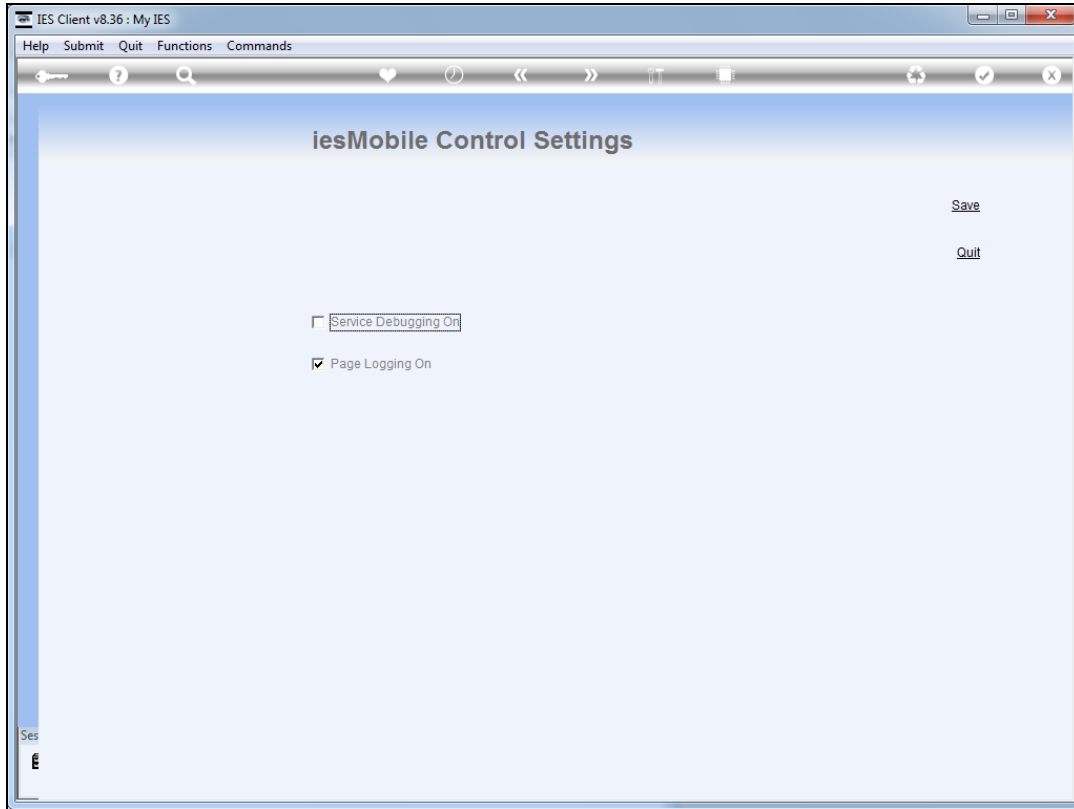 IES Client v8.36 : My IES
Help Submit Quit Functions Commands
iesMobile Control Settings
Save
Quit
Service Debugging On
Page Logging On
Ses